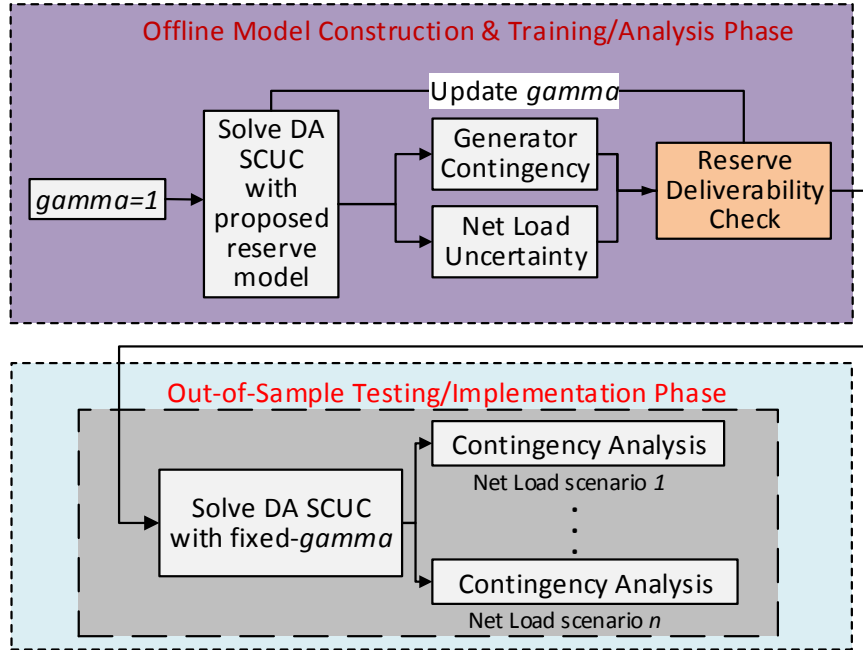 Offline Model Construction & Training/Analysis Phase
Update gamma
gamma=1
Solve DA
SCUC
with
proposed
reserve
model
Generator
Contingency
Net Load
Uncertainty
Reserve
Deliverability
Check
Out-of-Sample Testing/Implementation Phase
Solve DA SCUC
with fixed-gamma
Contingency Analysis
Net Load scenario 1
Contingency Analysis
Net Load scenario n